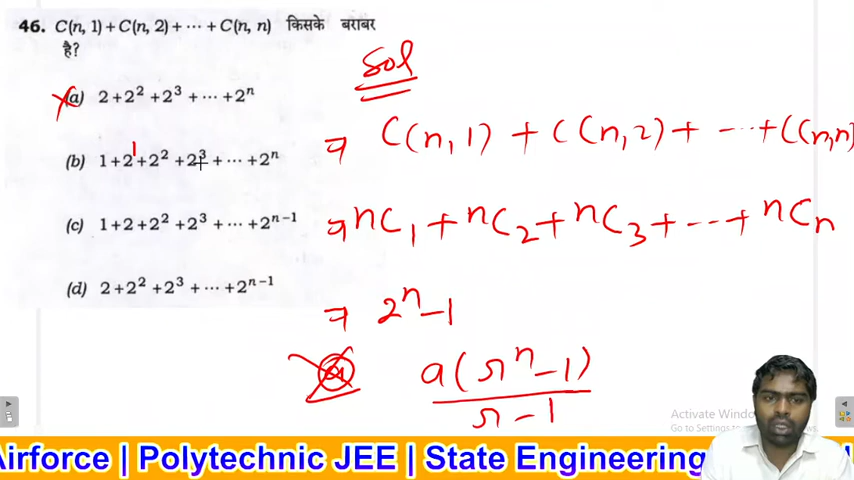 46. C(n, 1) + C(n, 2) + ⋯ + C(n, n) किसके बराबर
है?
(a) 2 + 2² + 2³ + ⋯ + 2ⁿ
(b) 1 + 2¹ + 2² + 2³ + ⋯ + 2ⁿ
(c) 1 + 2 + 2² + 2³ + ⋯ + 2ⁿ⁻¹
(d) 2 + 2² + 2³ + ⋯ + 2ⁿ⁻¹
Sol
⇒ C(n, 1) + C(n, 2) + ⋯ + C(n, n)
⇒ nC₁ + nC₂ + nC₃ + ⋯ + nCₙ
⇒ 2ⁿ - 1
a(rⁿ - 1)
r - 1
Activate Windo
Go to Settings
Airforce | Polytechnic JEE | State Engineering